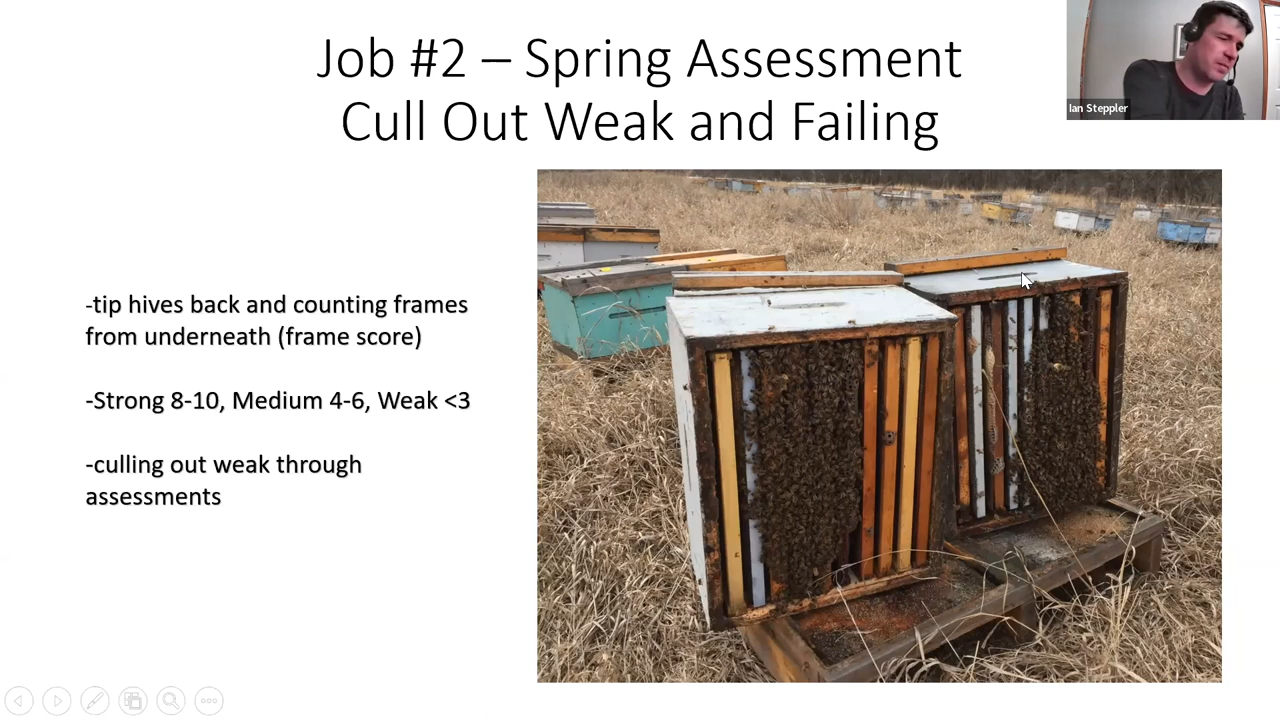 Job #2 – Spring Assessment
Cull Out Weak and Failing
Ian Steppler
-tip hives back and counting frames
from underneath (frame score)
-Strong 8-10, Medium 4-6, Weak <3
-culling out weak through
assessments